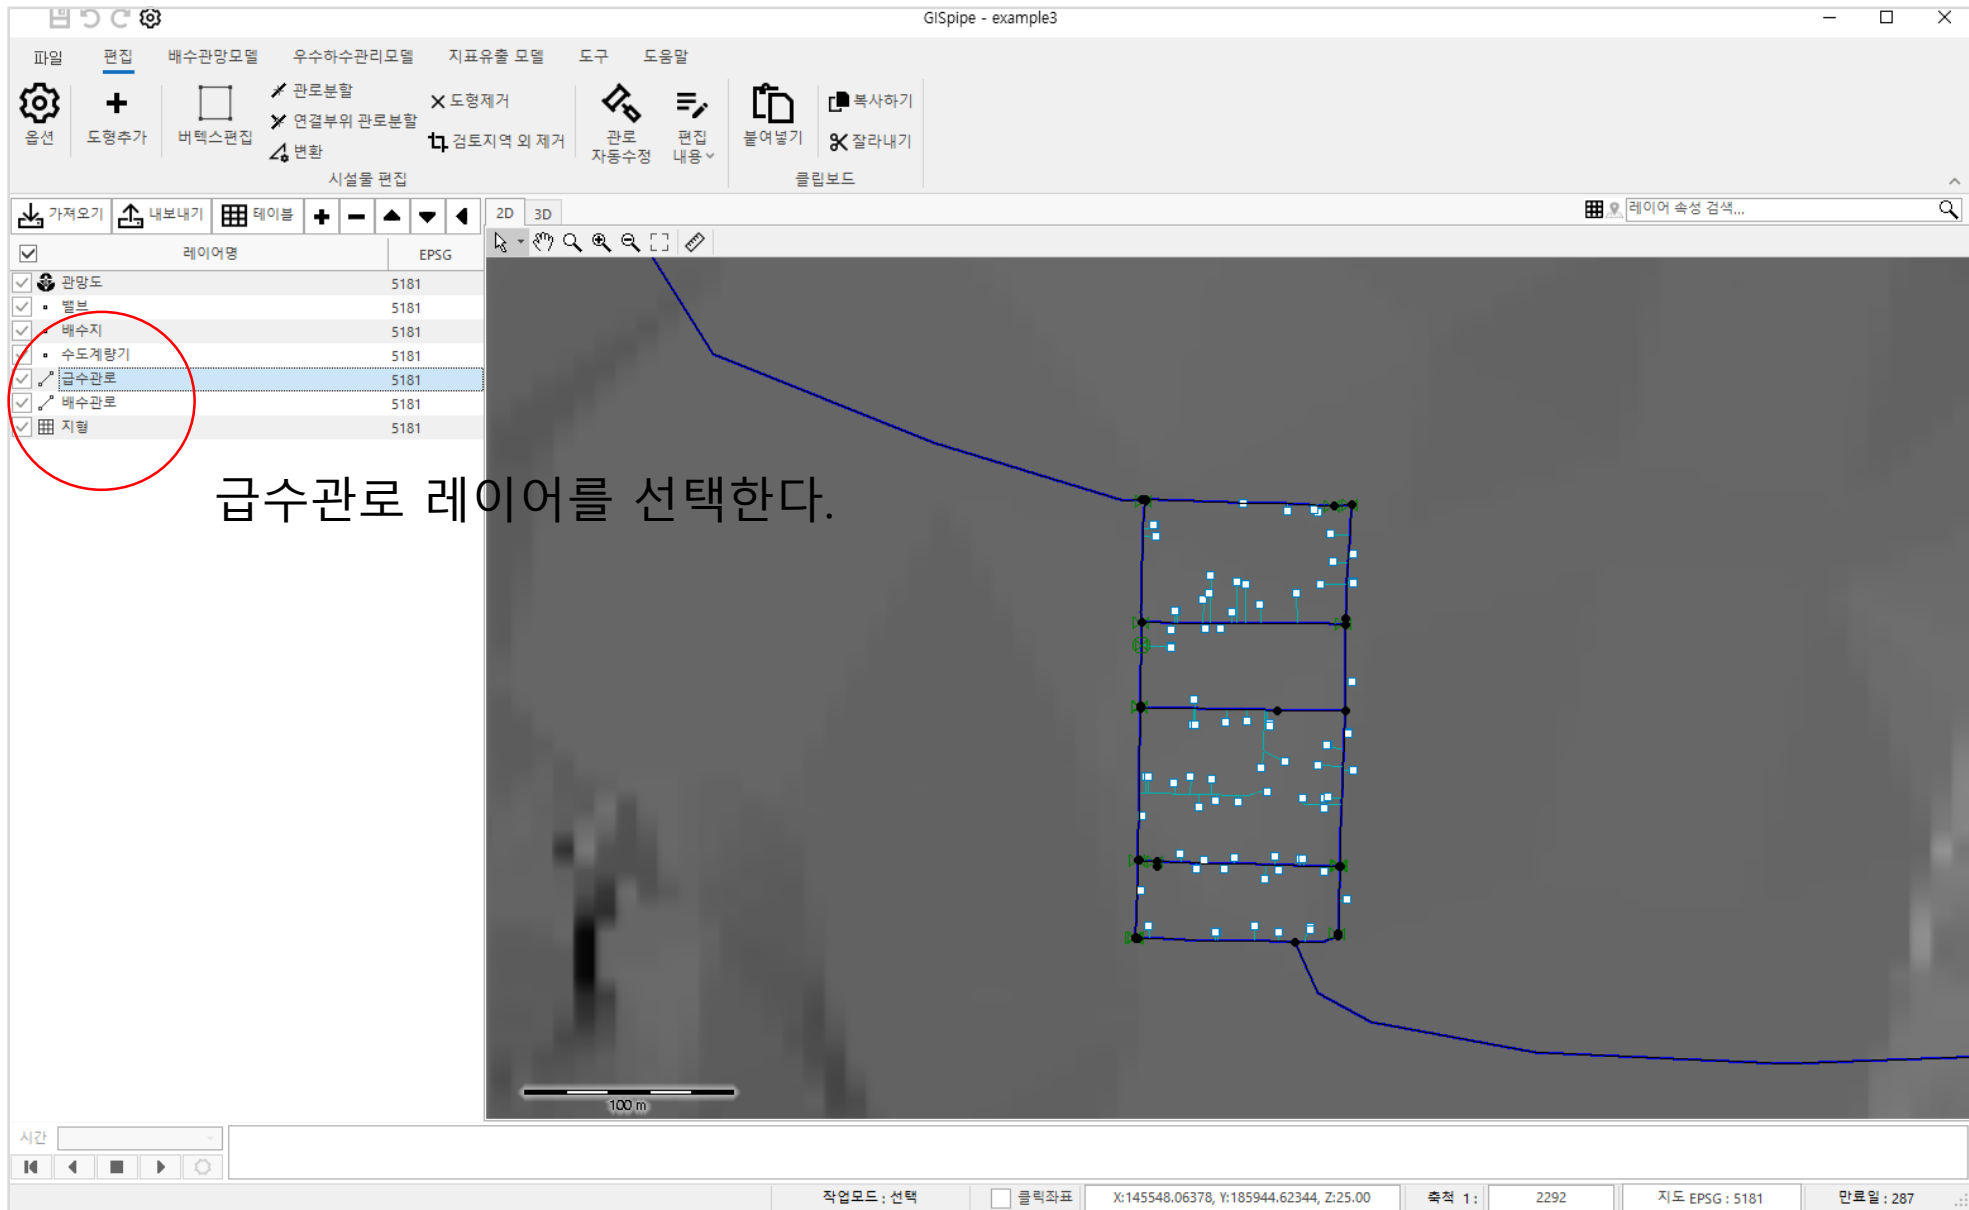 GISpipe - example3
파일 편집 배수관망모델 우수하수관리모델 지표유출 모델 도구 도움말
옵션
도형추가
버텍스편집
관로분할
연결부위 관로분할
변환
도형제거
검토지역 외 제거
시설물 편집
관로
자동수정
편집
내용
붙여넣기
복사하기
잘라내기
클립보드
가져오기 내보내기 테이블
2D 3D
레이어 속성 검색...
레이어명 EPSG
관망도 5181
밸브 5181
배수지 5181
수도계량기 5181
급수관로 5181
배수관로 5181
지형 5181
급수관로 레이어를 선택한다.
100 m
시간
작업모드 : 선택 클릭좌표 X:145548.06378, Y:185944.62344, Z:25.00 축척 1 : 2292 지도 EPSG : 5181 만료일 : 287